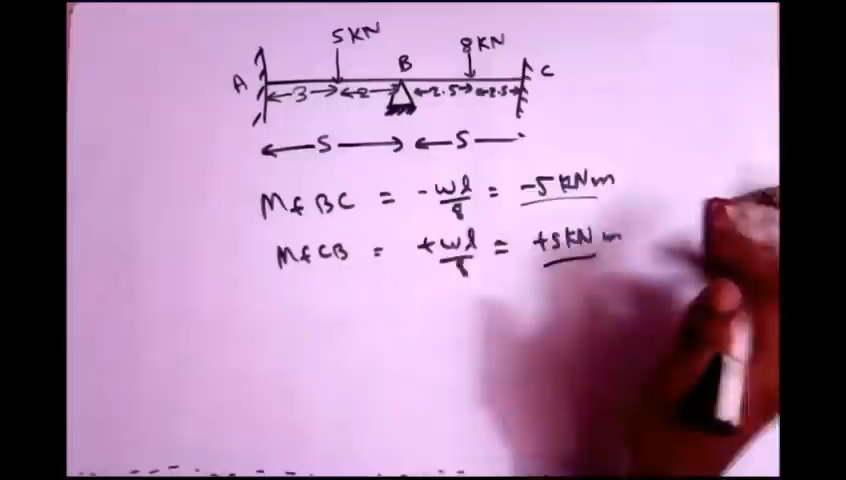 5KN
8KN
A B C
3 2 2.5 2.5
5 5
MfBC = -wl/8 = -5 KNm
MfCB = +wl/8 = +5KNm